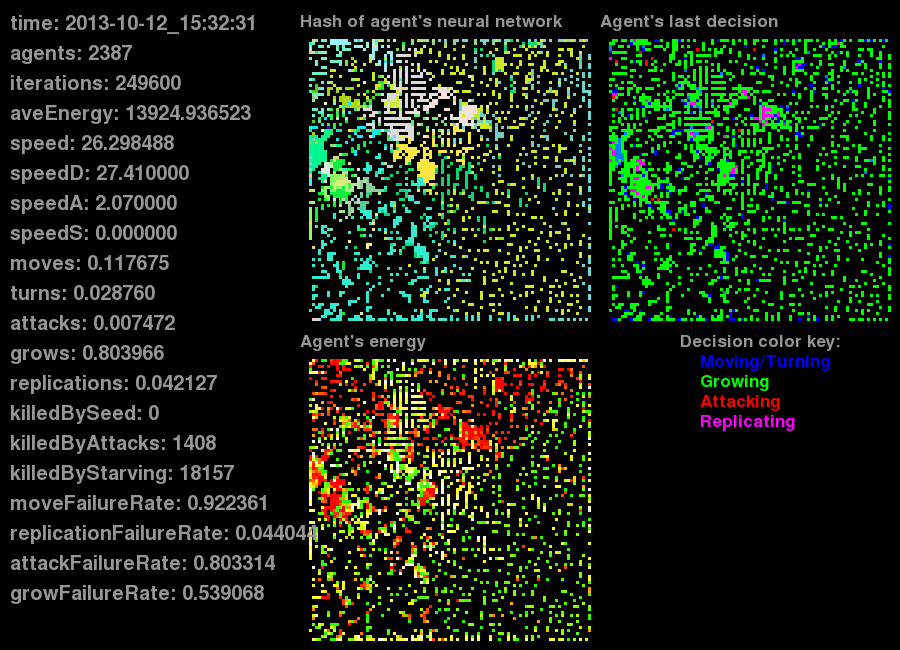 time: 2013-10-12_15:32:31
agents: 2387
iterations: 249600
aveEnergy: 13924.936523
speed: 26.298488
speedD: 27.410000
speedA: 2.070000
speedS: 0.000000
moves: 0.117675
turns: 0.028760
attacks: 0.007472
grows: 0.803966
replications: 0.042127
killedBySeed: 0
killedByAttacks: 1408
killedByStarving: 18157
moveFailureRate: 0.922361
replicationFailureRate: 0.044044
attackFailureRate: 0.803314
growFailureRate: 0.539068
Hash of agent's neural network
Agent's last decision
Agent's energy
Decision color key:
Moving/Turning
Growing
Attacking
Replicating